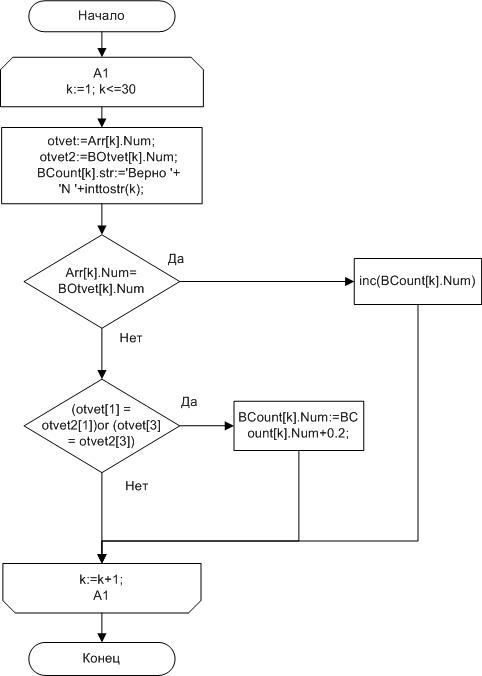 Начало
A1
k:=1; k<=30
otvet:=Arr[k].Num;
otvet2:=BOtvet[k].Num;
BCount[k].str:='Верно '+
'N '+inttostr(k);
Arr[k].Num=
BOtvet[k].Num
Да
inc(BCount[k].Num)
Нет
(otvet[1] =
otvet2[1])or (otvet[3]
= otvet2[3])
Да
BCount[k].Num:=BC
ount[k].Num+0.2;
Нет
k:=k+1;
A1
Конец